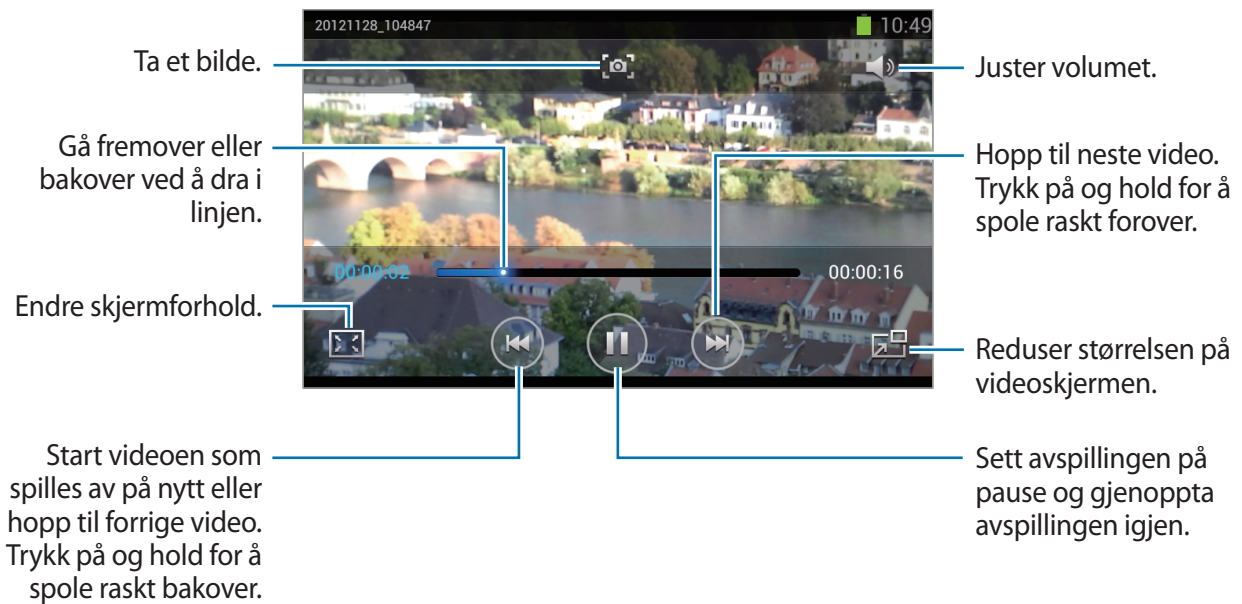 20121128_104847
10:49
Ta et bilde.
Juster volumet.
Gå fremover eller
bakover ved å dra i
linjen.
Hopp til neste video.
Trykk på og hold for å
spole raskt forover.
00:00:02
00:00:16
Endre skjermforhold.
Reduser størrelsen på
videoskjermen.
Start videoen som
spilles av på nytt eller
hopp til forrige video.
Trykk på og hold for å
spole raskt bakover.
Sett avspillingen på
pause og gjenoppta
avspillingen igjen.